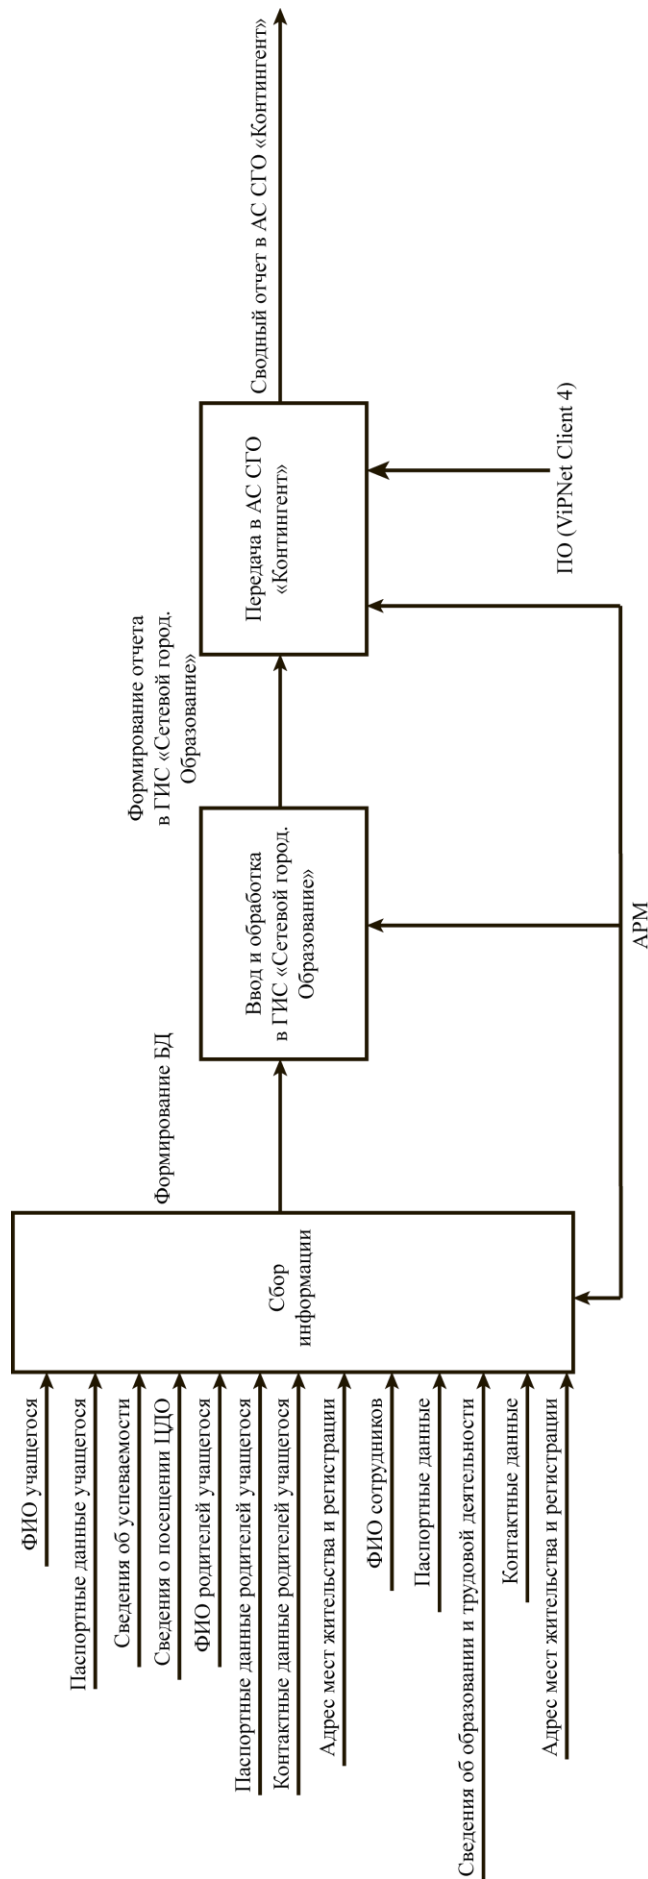 ФИО учащегося
Паспортные данные учащегося
Сведения об успеваемости
Сведения о посещении ЦДО
ФИО родителей учащегося
Паспортные данные родителей учащегося
Контактные данные родителей учащегося
Адрес мест жительства и регистрации
ФИО сотрудников
Паспортные данные
Сведения об образовании и трудовой деятельности
Контактные данные
Адрес мест жительства и регистрации
Сбор
информации
Формирование БД
Ввод и обработка
в ГИС «Сетевой город.
Образование»
Формирование отчета
в ГИС «Сетевой город.
Образование»
Передача в АС СГО
«Контингент»
Сводный отчет в АС СГО «Контингент»
АРМ
ПО (ViPNet Client 4)